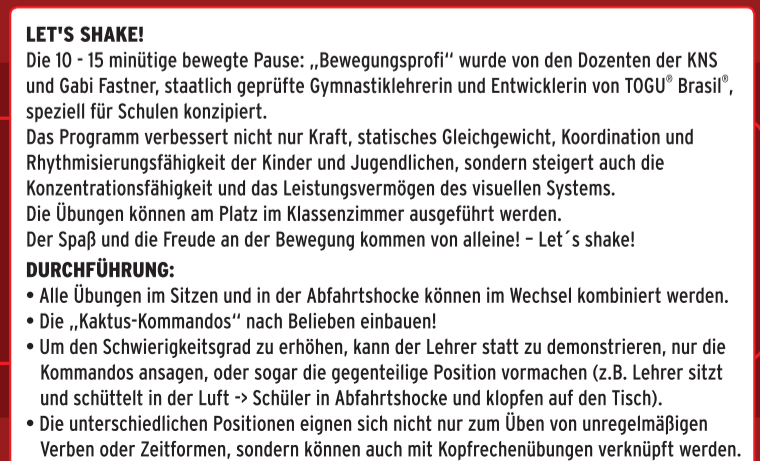 LET'S SHAKE!
Die 10 - 15 minütige bewegte Pause: „Bewegungsprofi“ wurde von den Dozenten der KNS
und Gabi Fastner, staatlich geprüfte Gymnastiklehrerin und Entwicklerin von TOGU® Brasil®,
speziell für Schulen konzipiert.
Das Programm verbessert nicht nur Kraft, statisches Gleichgewicht, Koordination und
Rhythmisierungsfähigkeit der Kinder und Jugendlichen, sondern steigert auch die
Konzentrationsfähigkeit und das Leistungsvermögen des visuellen Systems.
Die Übungen können am Platz im Klassenzimmer ausgeführt werden.
Der Spaß und die Freude an der Bewegung kommen von alleine! – Let´s shake!
DURCHFÜHRUNG:
• Alle Übungen im Sitzen und in der Abfahrtshocke können im Wechsel kombiniert werden.
• Die „Kaktus-Kommandos“ nach Belieben einbauen!
• Um den Schwierigkeitsgrad zu erhöhen, kann der Lehrer statt zu demonstrieren, nur die
Kommandos ansagen, oder sogar die gegenteilige Position vormachen (z.B. Lehrer sitzt
und schüttelt in der Luft -> Schüler in Abfahrtshocke und klopfen auf den Tisch).
• Die unterschiedlichen Positionen eignen sich nicht nur zum Üben von unregelmäßigen
Verben oder Zeitformen, sondern können auch mit Kopfrechenübungen verknüpft werden.